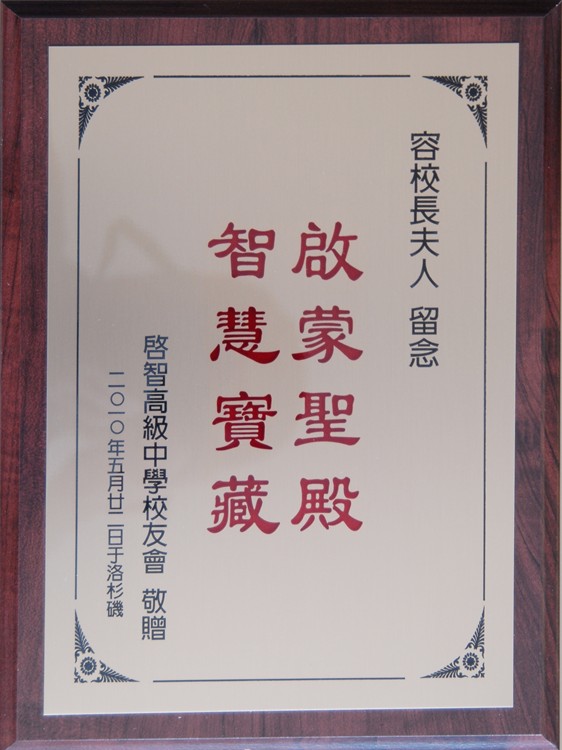 容校長夫人 留念
啟蒙聖殿
智慧寶藏
啓智高級中學校友會 敬贈
二〇一〇年五月廿二日于洛杉磯